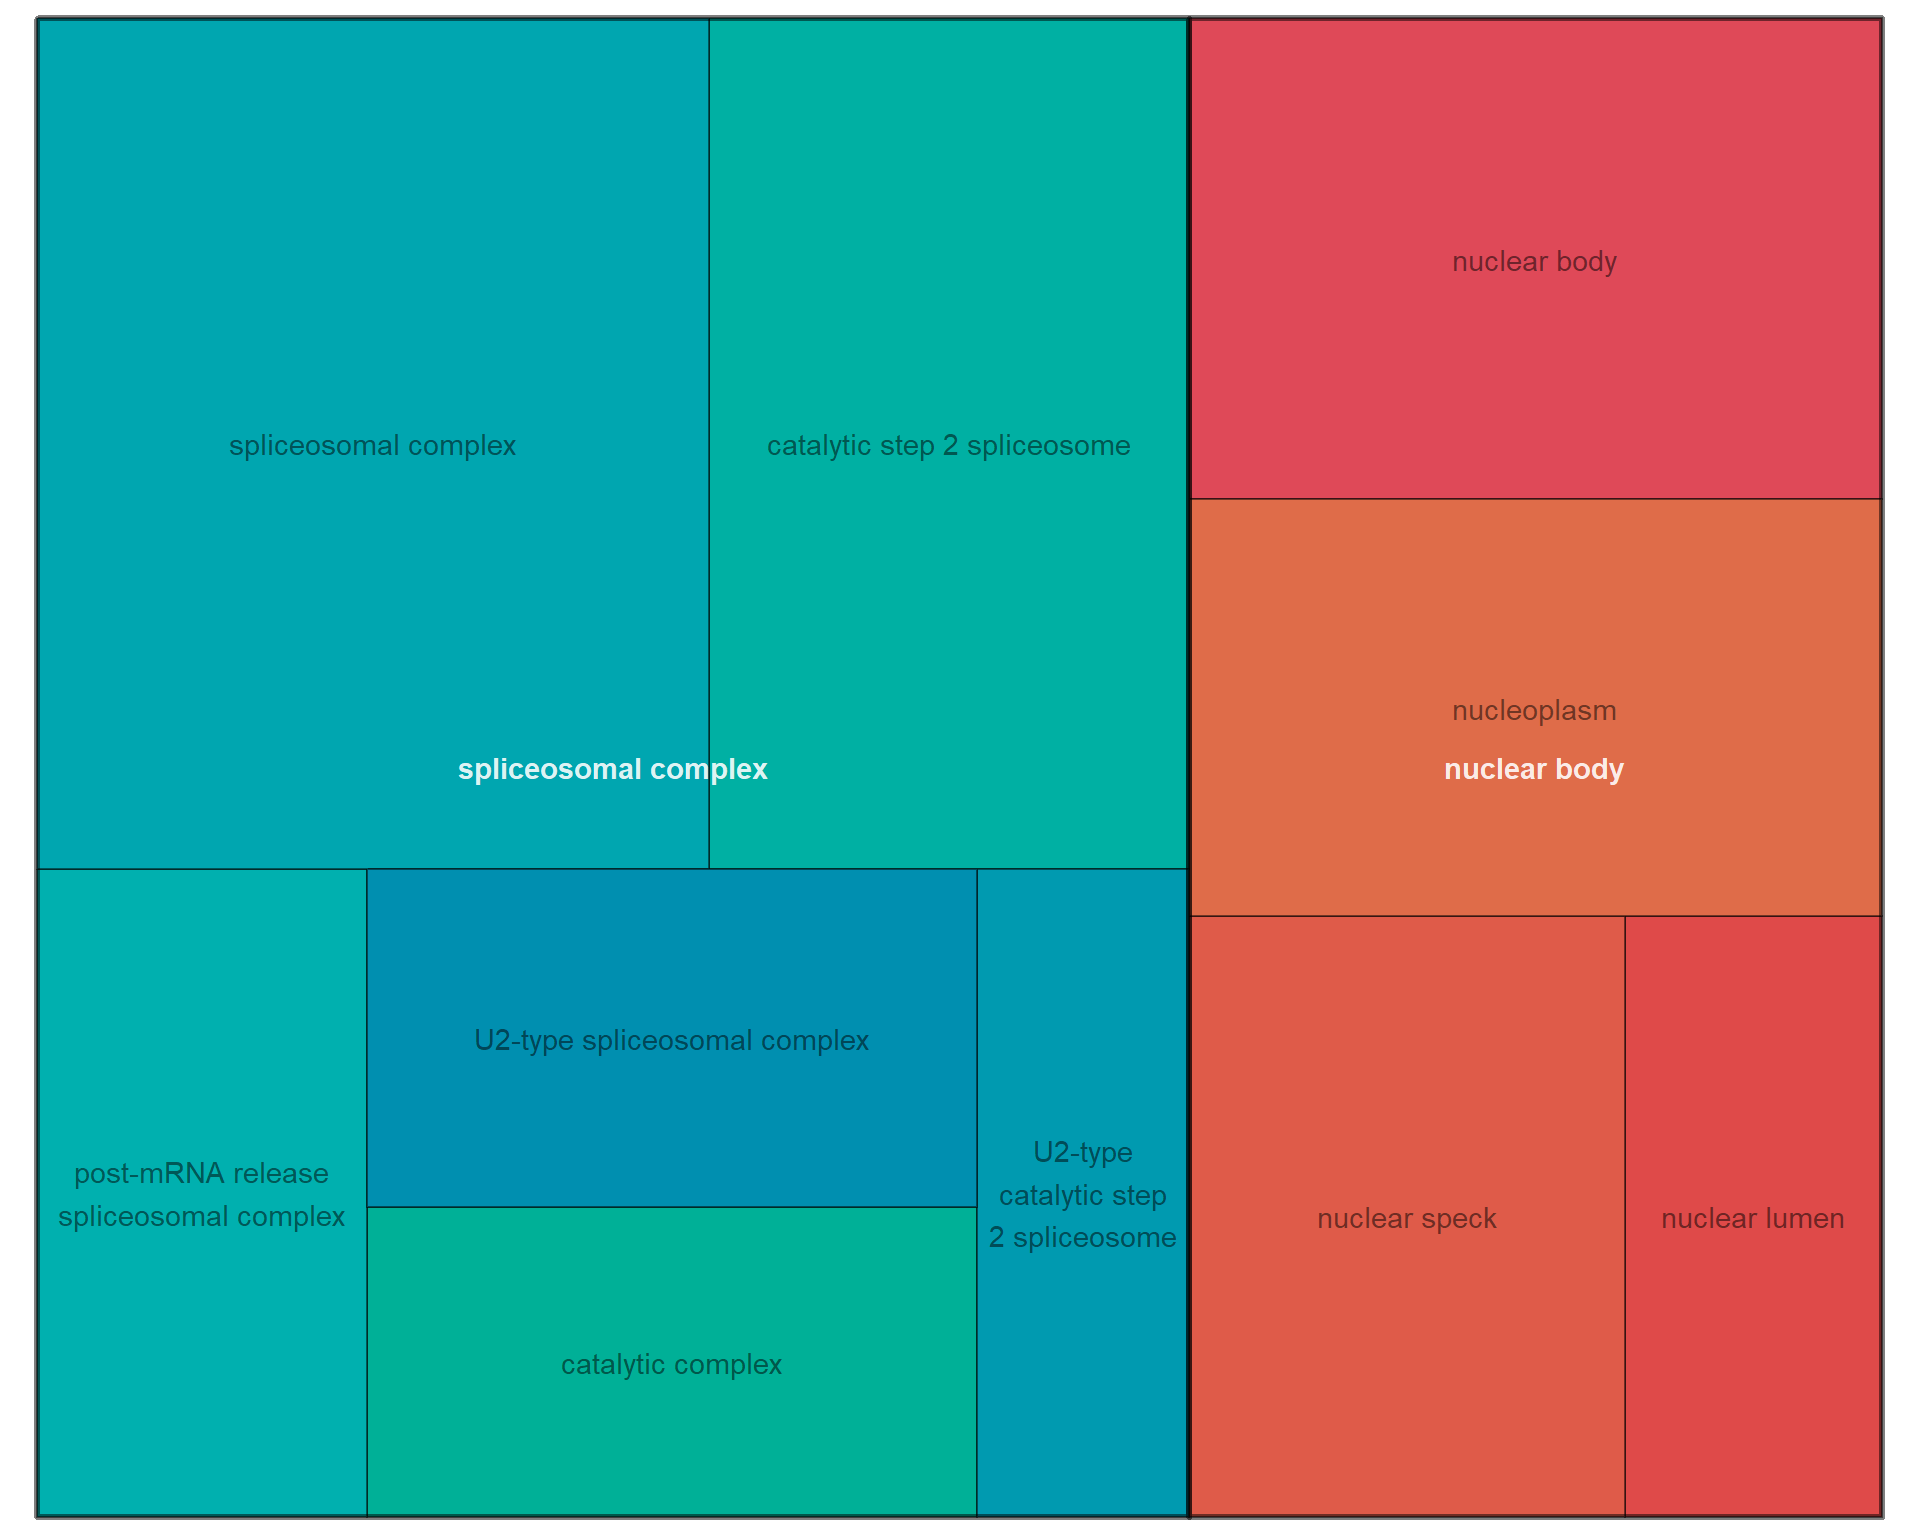 spliceosomal complex
catalytic step 2 spliceosome
spliceosomal complex
post-mRNA release
spliceosomal complex
U2-type spliceosomal complex
catalytic complex
U2-type
catalytic step
2 spliceosome
nuclear body
nucleoplasm
nuclear body
nuclear speck
nuclear lumen